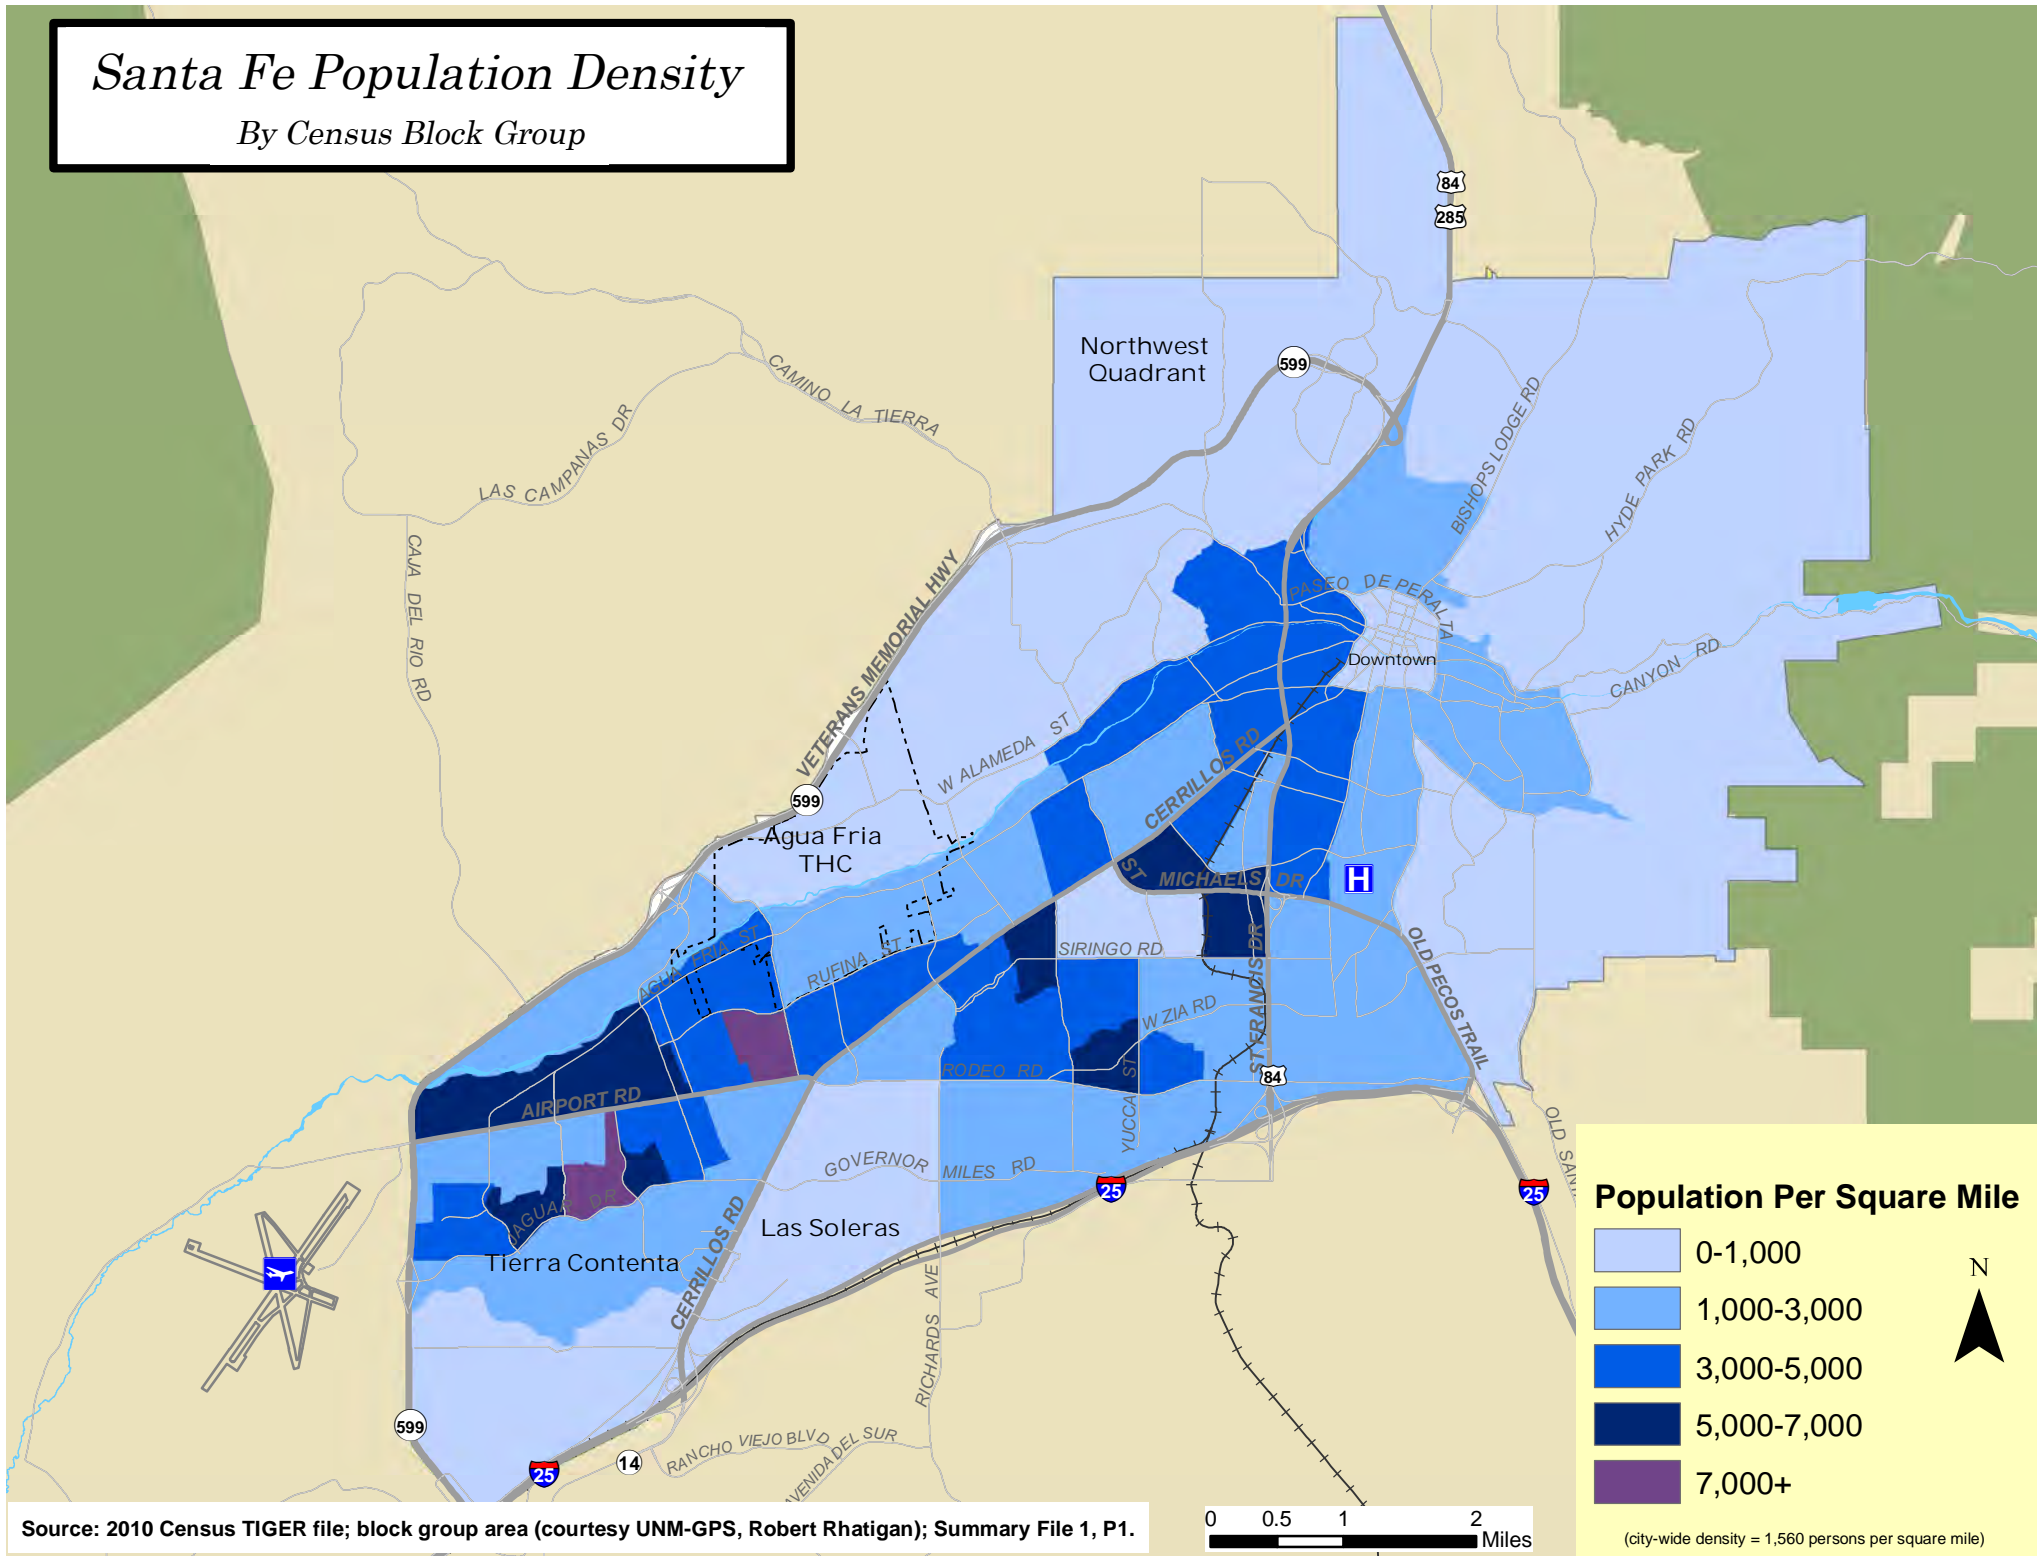 Santa Fe Population Density
By Census Block Group
84
285
Northwest
Quadrant
599
CAMINO LA TIERRA
LAS CAMPANAS DR
BISHOPS LODGE RD
HYDE PARK RD
CAJA DEL RIO RD
VETERANS MEMORIAL HWY
PASEO DE PERALTA
Downtown
CANYON RD
W ALAMEDA ST
CERRILLOS RD
599
Agua Fria
THC
ST MICHAELS DR
H
AGUA FRIA ST
RUFINA ST
SIRINGO RD
ST FRANCIS DR
OLD PECOS TRAIL
W ZIA RD
RODEO RD
84
AIRPORT RD
YUCCA ST
OLD SANT
GOVERNOR MILES RD
25
25
JAGUAR DR
CERRILLOS RD
Las Soleras
Tierra Contenta
RICHARDS AVE
599
14
25
RANCHO VIEJO BLVD
AVENIDA DEL SUR
Population Per Square Mile
0-1,000
1,000-3,000
3,000-5,000
5,000-7,000
7,000+
N
(city-wide density = 1,560 persons per square mile)
0 0.5 1 2
Miles
Source: 2010 Census TIGER file; block group area (courtesy UNM-GPS, Robert Rhatigan); Summary File 1, P1.